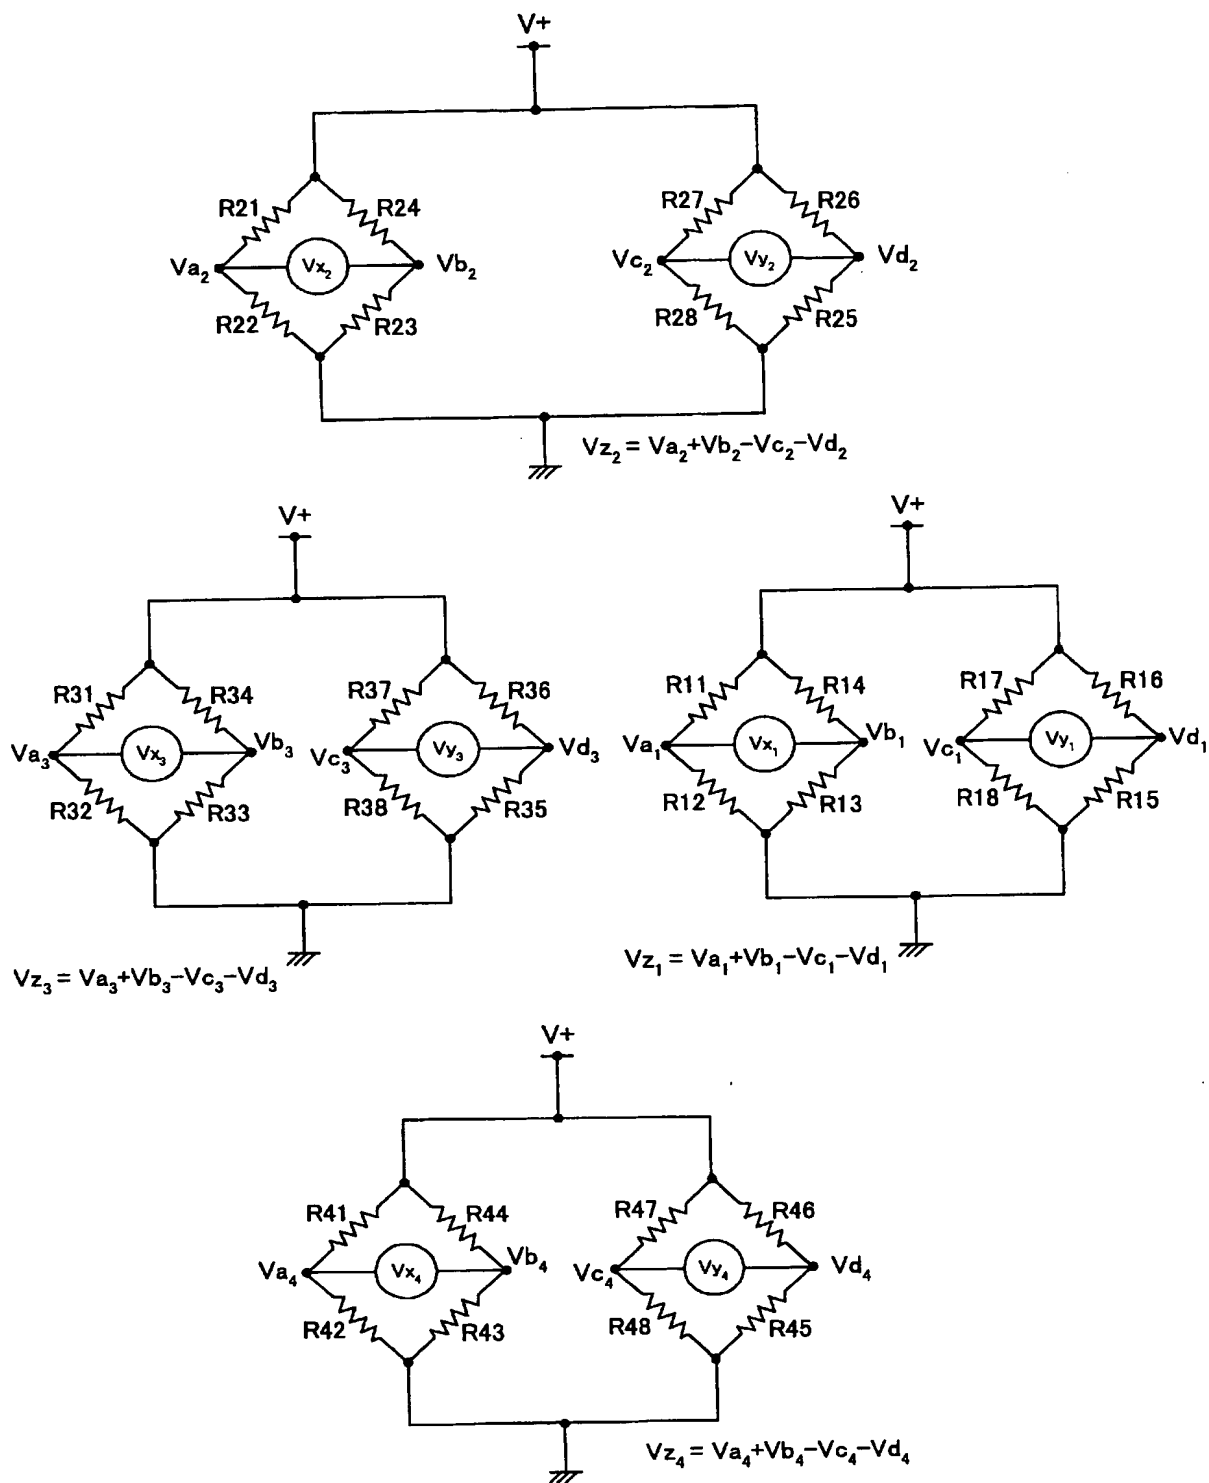 V+
R21 R24 R27 R26
Va₂ Vx₂ Vb₂ Vc₂ Vy₂ Vd₂
R22 R23 R28 R25
Vz₂ = Va₂+Vb₂-Vc₂-Vd₂
V+ V+
R31 R34 R37 R36 R11 R14 R17 R16
Va₃ Vx₃ Vb₃ Vc₃ Vy₃ Vd₃ Va₁ Vx₁ Vb₁ Vc₁ Vy₁ Vd₁
R32 R33 R38 R35 R12 R13 R18 R15
Vz₃ = Va₃+Vb₃-Vc₃-Vd₃ Vz₁ = Va₁+Vb₁-Vc₁-Vd₁
V+
R41 R44 R47 R46
Va₄ Vx₄ Vb₄ Vc₄ Vy₄ Vd₄
R42 R43 R48 R45
Vz₄ = Va₄+Vb₄-Vc₄-Vd₄